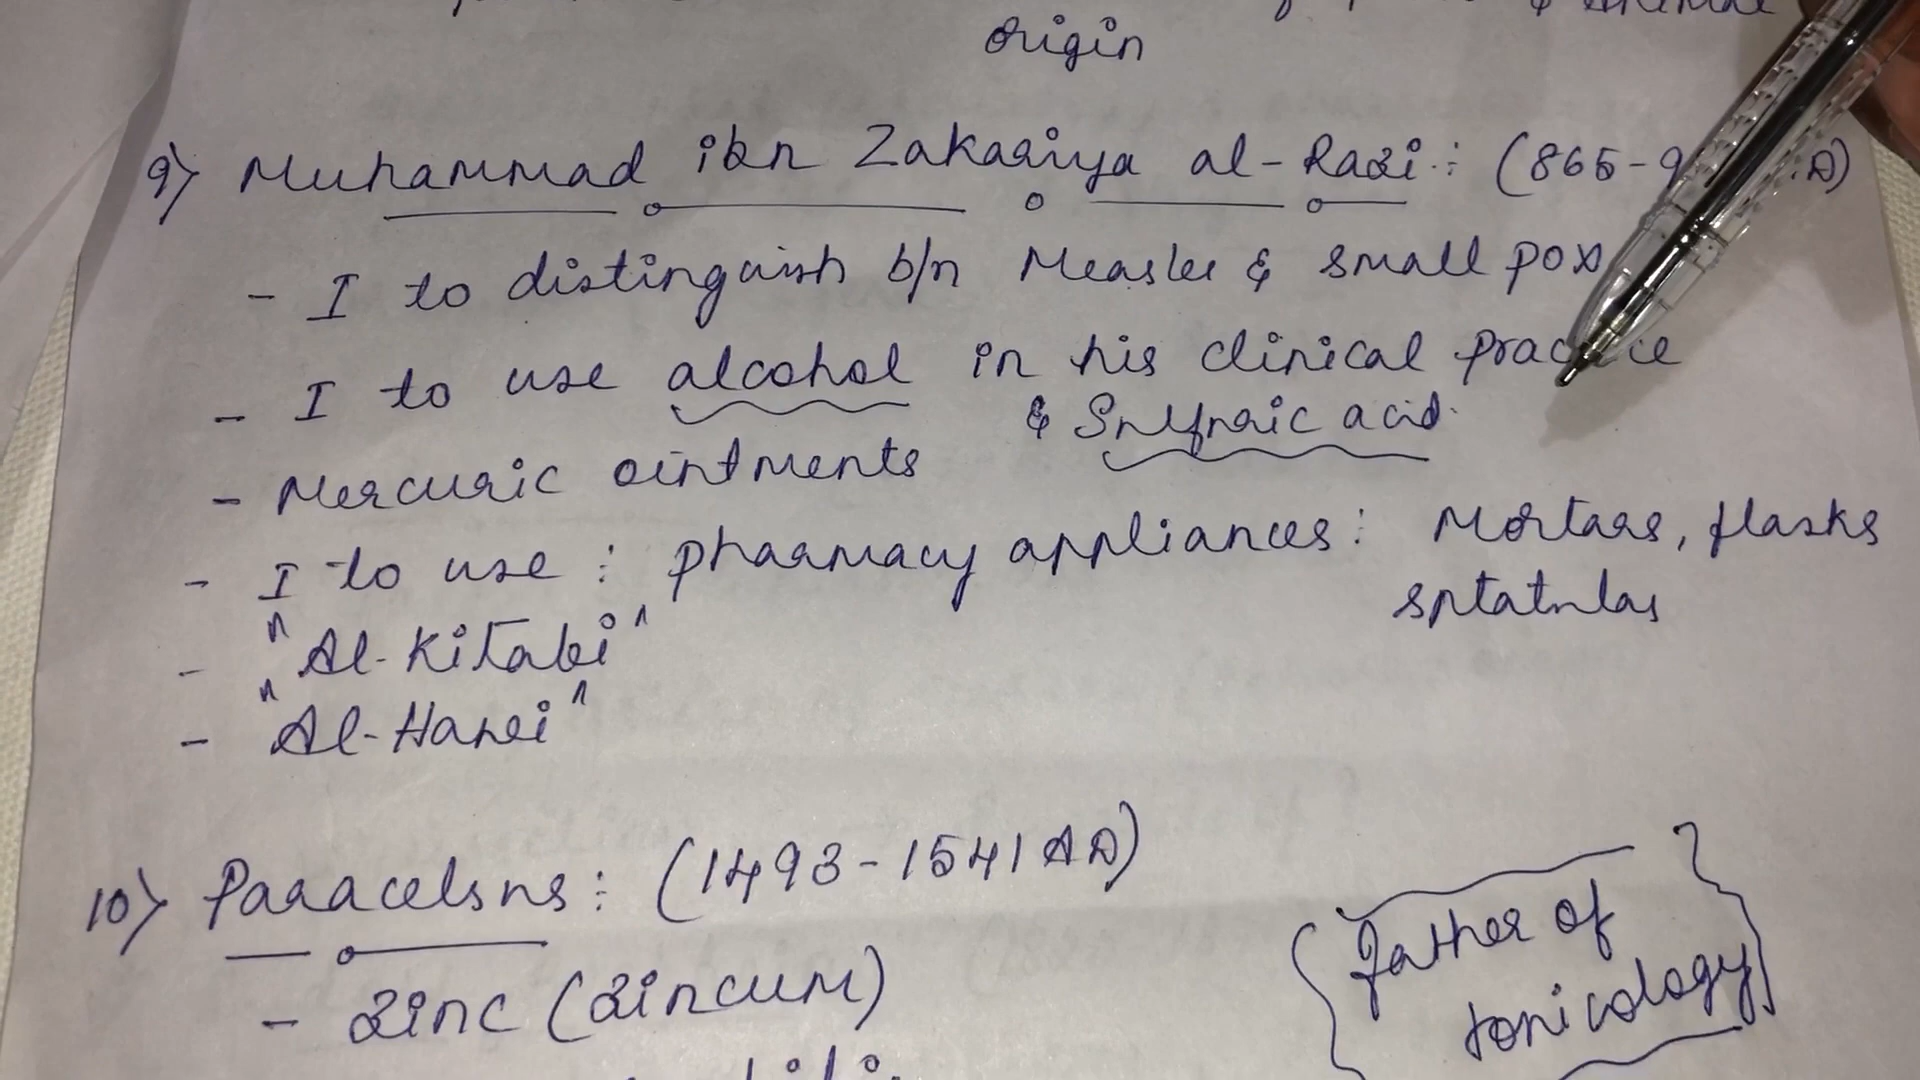 origin
9) Muhammad ibn Zakariya al-Razi : (865-9 .D)
- I to distinguish b/n Measles & small pox
- I to use alcohol in his clinical practice
& Sulfuric acid.
- Mercuric ointments
- I to use : pharmacy appliances : Mortars, flasks
sptatulas
- "Al-Kitabi"
- "Al-Hawi"
10) Paracelsus : (1493-1541 AD)
- zinc (zincum)
father of
toxicology